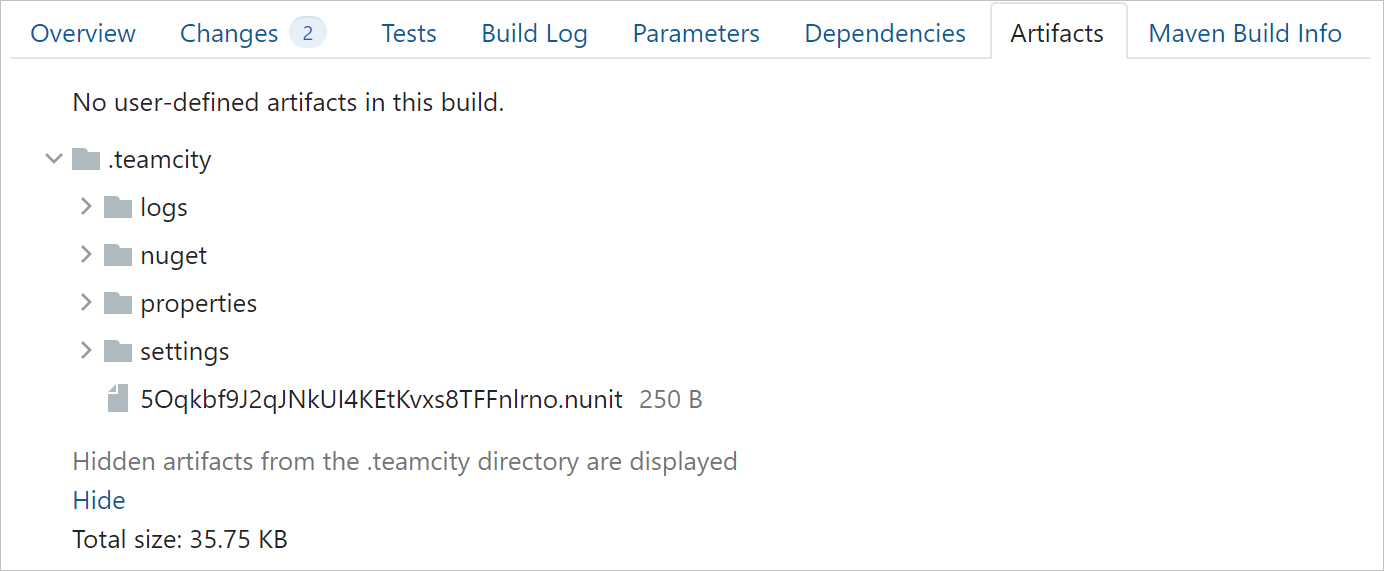 Overview Changes 2 Tests Build Log Parameters Dependencies Artifacts Maven Build Info
No user-defined artifacts in this build.
.teamcity
logs
nuget
properties
settings
5Oqkbf9J2qJNkUI4KEtKvxs8TFFnlrno.nunit 250 B
Hidden artifacts from the .teamcity directory are displayed
Hide
Total size: 35.75 KB